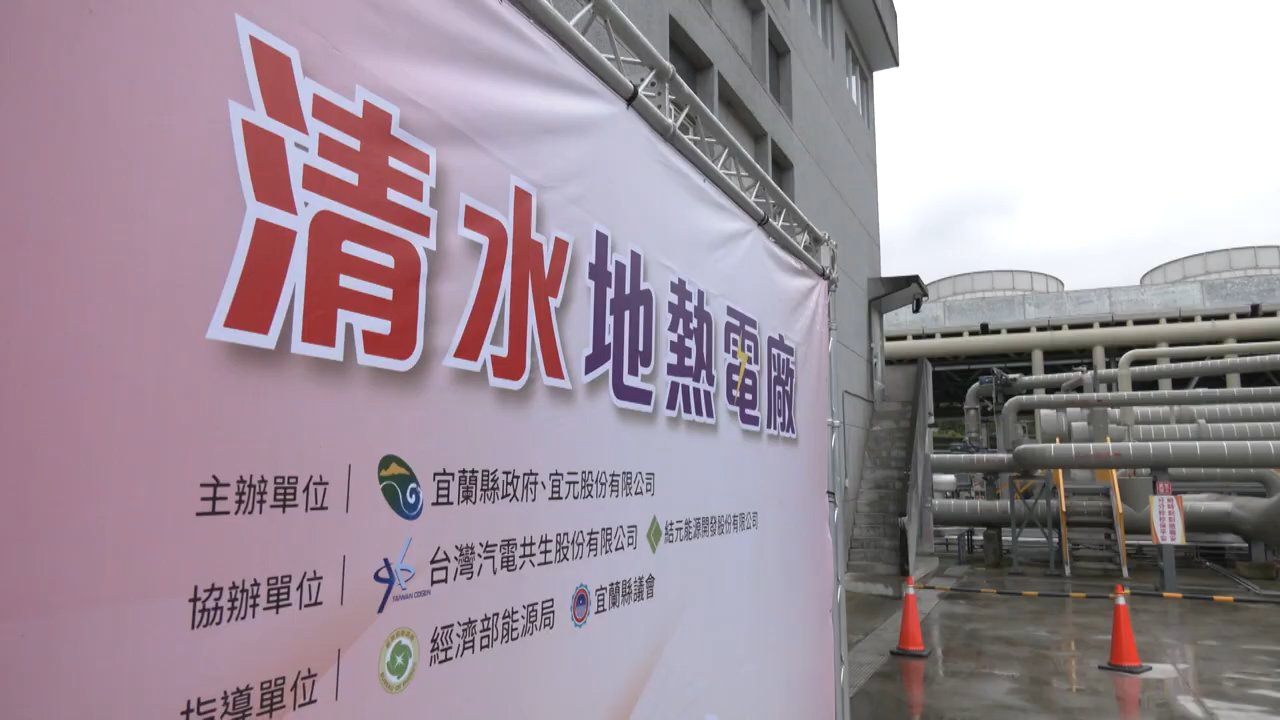 清水地熱電廠
主辦單位｜宜蘭縣政府、宜元股份有限公司
協辦單位｜台灣汽電共生股份有限公司 結元能源開發股份有限公司
TAIWAN COGEN
指導單位｜經濟部能源局 宜蘭縣議會